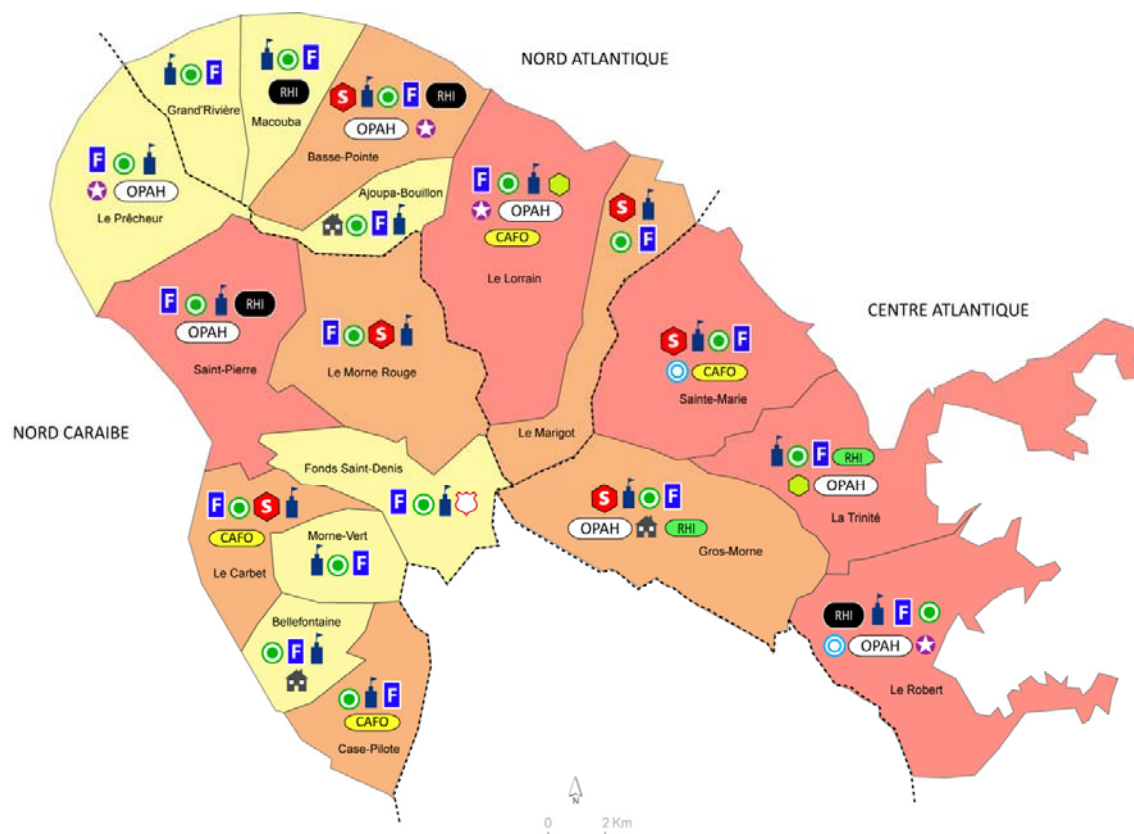 NORD ATLANTIQUE
F
Grand'Rivière
F
RHI
Macouba
S F RHI
OPAH
Basse-Pointe
F
OPAH
Le Prêcheur
Ajoupa-Bouillon
F
F
OPAH
CAFO
Le Lorrain
S
F
Le Marigot
CENTRE ATLANTIQUE
F RHI
OPAH
Saint-Pierre
F S
Le Morne Rouge
S F
CAFO
Sainte-Marie
NORD CARAIBE
Fonds Saint-Denis
F
F RHI
OPAH
La Trinité
F S
CAFO
Le Carbet
S F
OPAH RHI
Gros-Morne
Morne-Vert
F
Bellefontaine
F
RHI F
OPAH
Le Robert
F
CAFO
Case-Pilote
N
0 2 Km